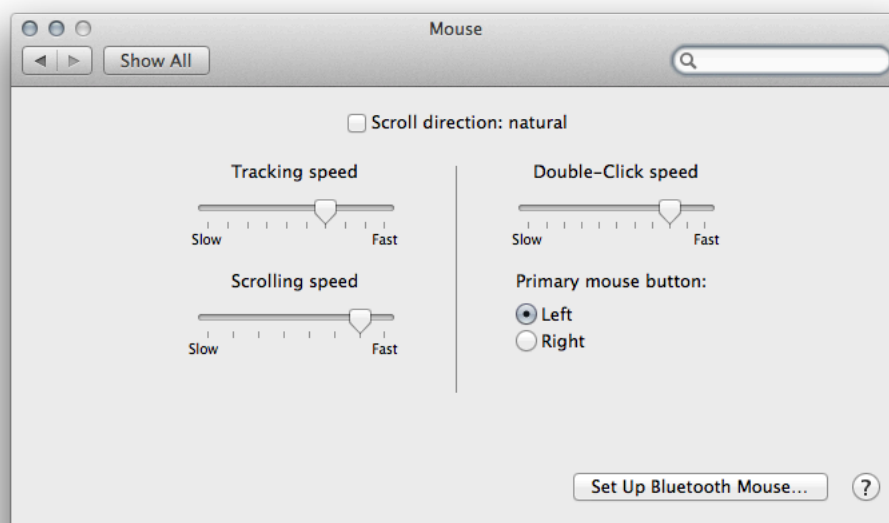 Mouse
Show All
Scroll direction: natural
Tracking speed
Slow Fast
Scrolling speed
Slow Fast
Double-Click speed
Slow Fast
Primary mouse button:
Left
Right
Set Up Bluetooth Mouse...
?